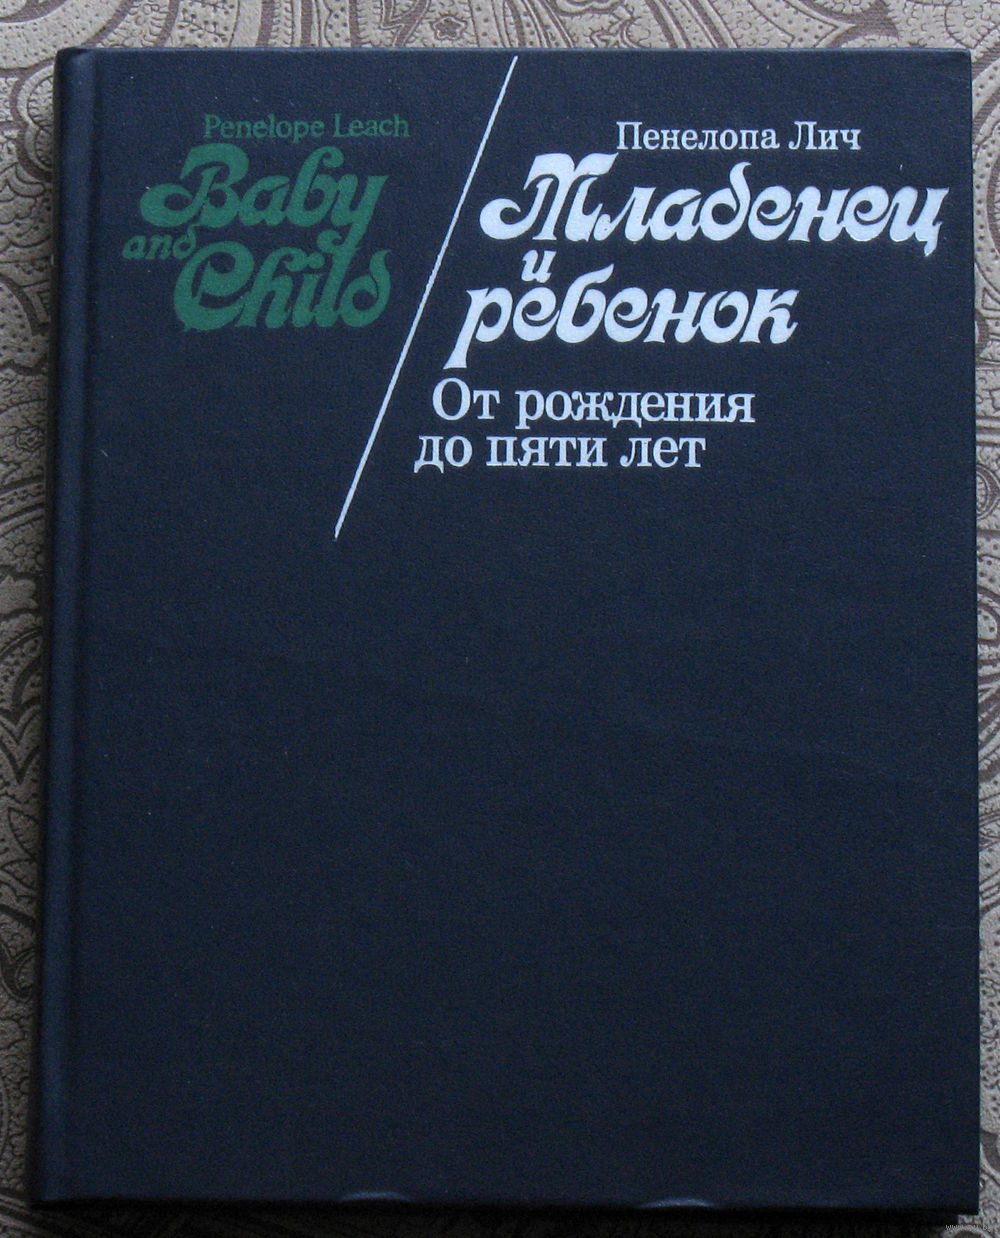 Penelope Leach
Baby
and
Child
Пенелопа Лич
Младенец
и
ребенок
От рождения
до пяти лет